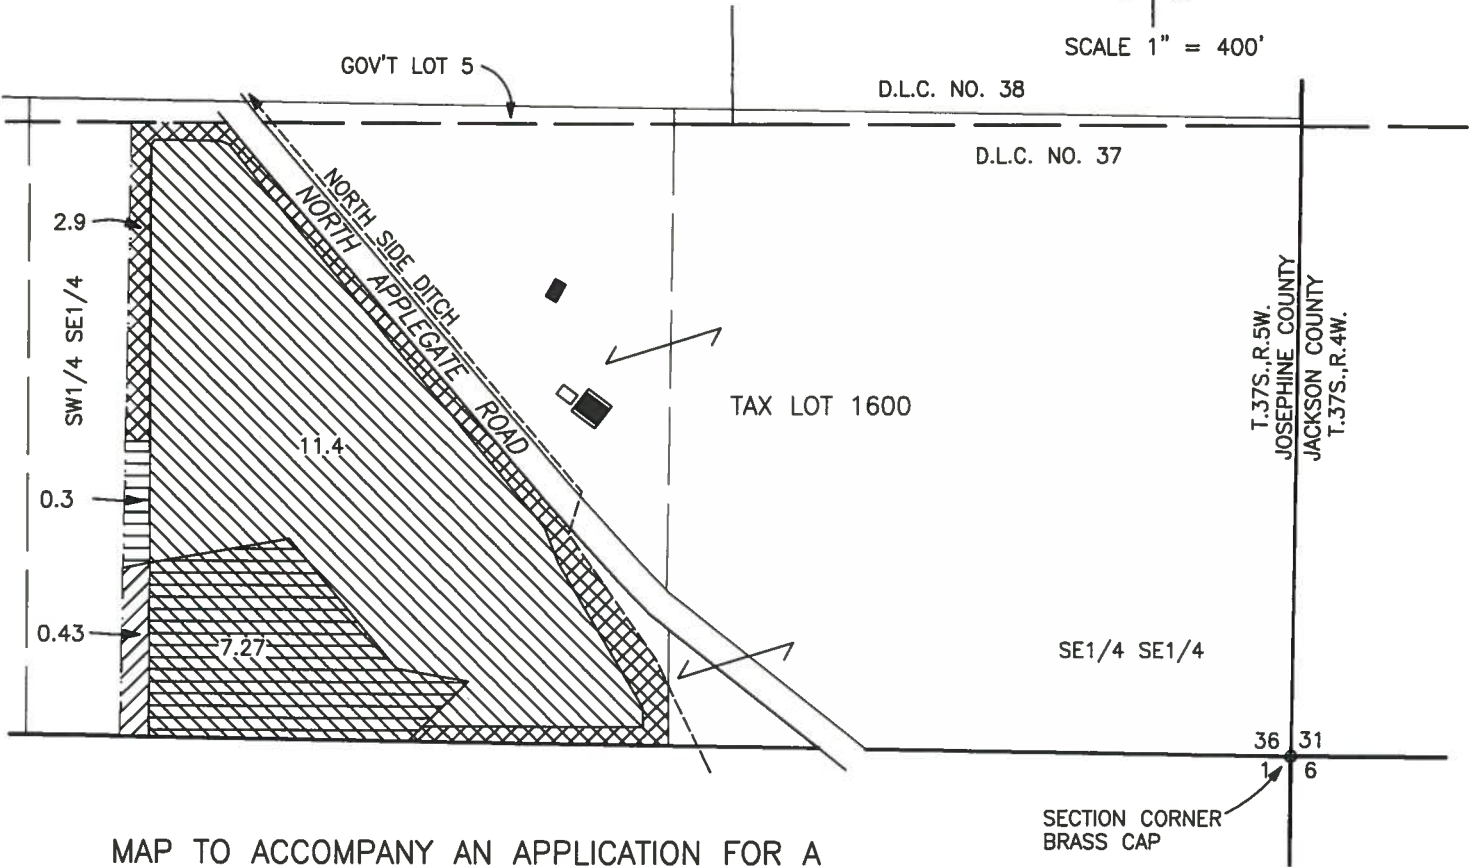 SCALE 1" = 400'
GOV'T LOT 5
D.L.C. NO. 38
D.L.C. NO. 37
2.9
SW1/4 SE1/4
NORTH SIDE DITCH
NORTH APPLEGATE ROAD
T.37S.,R.5W.
JOSEPHINE COUNTY
JACKSON COUNTY
T.37S.,R.4W.
TAX LOT 1600
11.4
0.3
0.43
7.27
SE1/4 SE1/4
36 31
1 6
SECTION CORNER
BRASS CAP
MAP TO ACCOMPANY AN APPLICATION FOR A